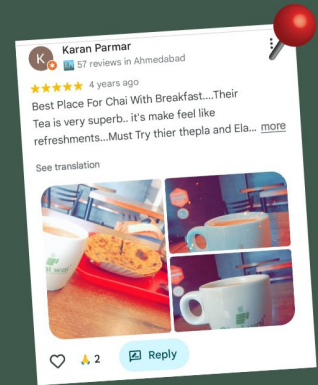 K
Karan Parmar
57 reviews in Ahmedabad
4 years ago
Best Place For Chai With Breakfast....Their
Tea is very superb.. it's make feel like
refreshments...Must Try thier thepla and Ela... more
See translation
2
Reply